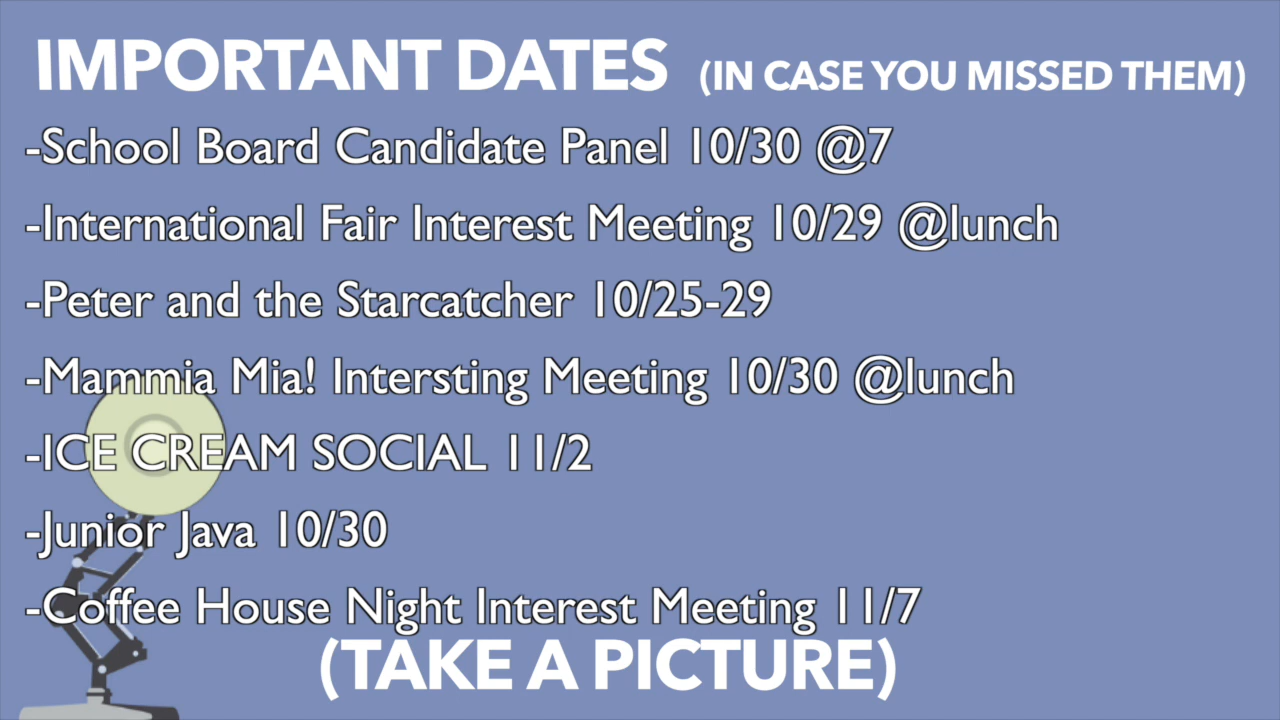 IMPORTANT DATES (IN CASE YOU MISSED THEM)
-School Board Candidate Panel 10/30 @7
-International Fair Interest Meeting 10/29 @lunch
-Peter and the Starcatcher 10/25-29
-Mammia Mia! Intersting Meeting 10/30 @lunch
-ICE CREAM SOCIAL 11/2
-Junior Java 10/30
-Coffee House Night Interest Meeting 11/7
(TAKE A PICTURE)